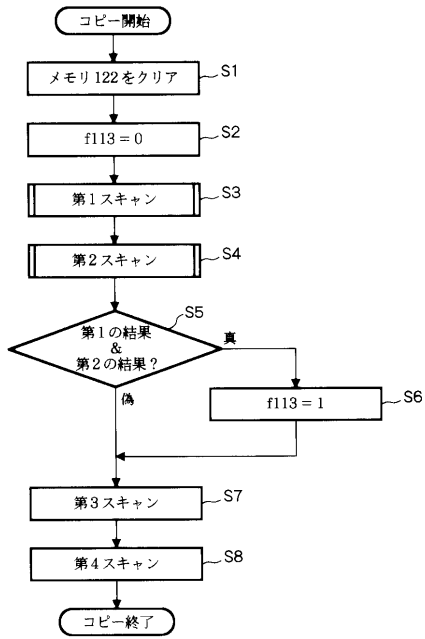 コピー開始
メモリ122をクリア
S1
f113 = 0
S2
第1スキャン
S3
第2スキャン
S4
S5
第1の結果
&
第2の結果?
真
偽
f113 = 1
S6
第3スキャン
S7
第4スキャン
S8
コピー終了